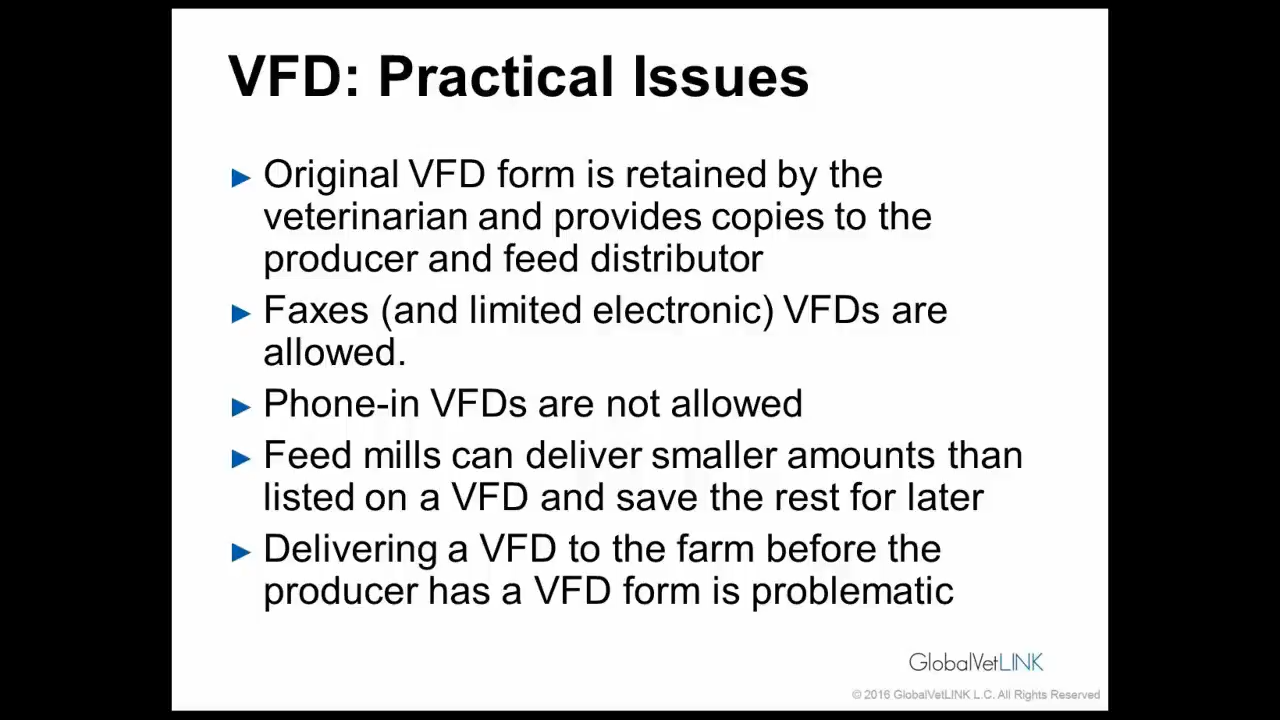 VFD: Practical Issues
Original VFD form is retained by the
veterinarian and provides copies to the
producer and feed distributor
Faxes (and limited electronic) VFDs are
allowed.
Phone-in VFDs are not allowed
Feed mills can deliver smaller amounts than
listed on a VFD and save the rest for later
Delivering a VFD to the farm before the
producer has a VFD form is problematic
GlobalVetLINK
© 2016 GlobalVetLINK L.C. All Rights Reserved